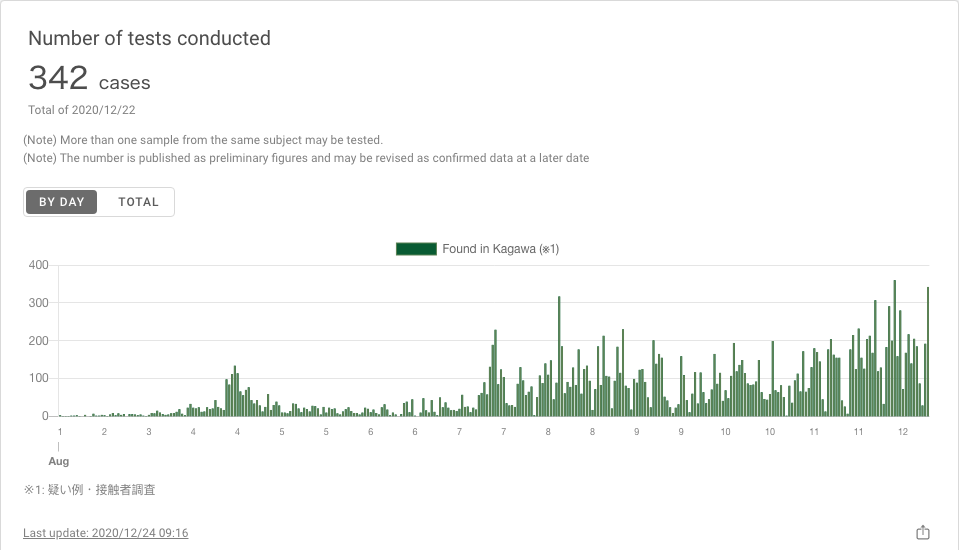 Number of tests conducted
342 cases
Total of 2020/12/22
(Note) More than one sample from the same subject may be tested.
(Note) The number is published as preliminary figures and may be revised as confirmed data at a later date
BY DAY TOTAL
Found in Kagawa (※1)
400
300
200
100
0
1 2 3 4 4 5 5 6 6 7 7 8 8 9 9 10 10 11 11 12
Aug
※1: 疑い例・接触者調査
Last update: 2020/12/24 09:16